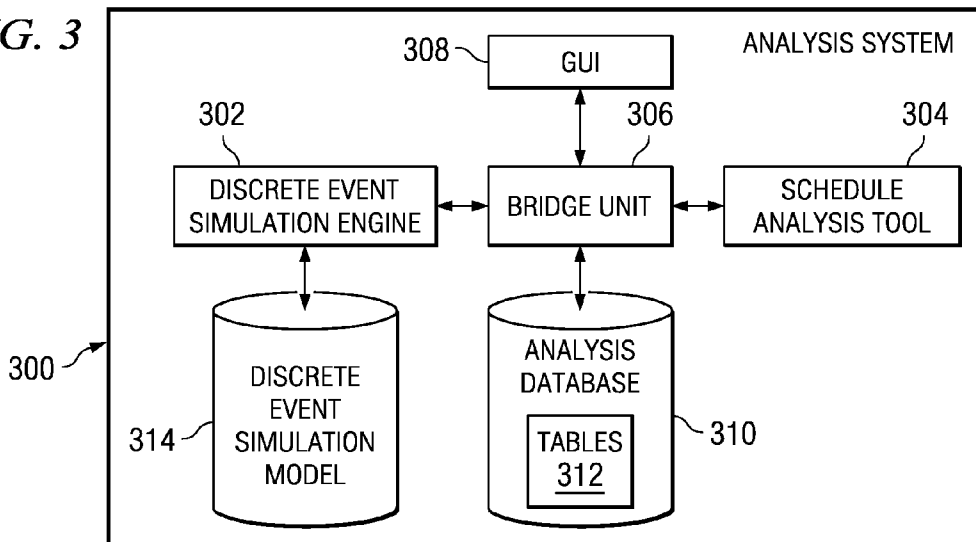 G. 3
ANALYSIS SYSTEM
308
GUI
302
306
304
DISCRETE EVENT
SIMULATION ENGINE
BRIDGE UNIT
SCHEDULE
ANALYSIS TOOL
300
DISCRETE
EVENT
SIMULATION
MODEL
314
ANALYSIS
DATABASE
TABLES
312
310